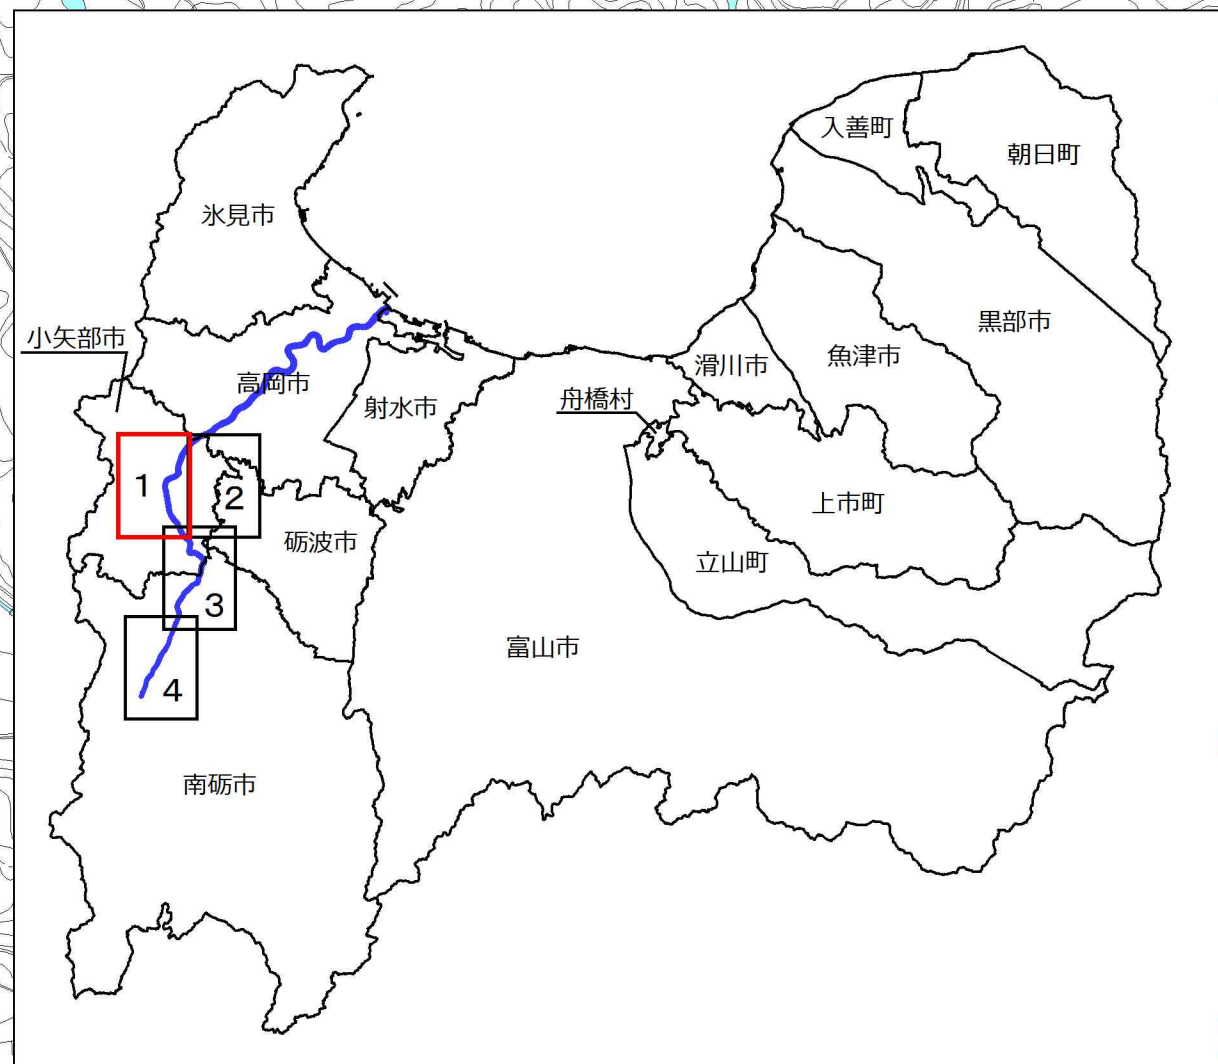 入善町
朝日町
氷見市
黒部市
小矢部市
魚津市
滑川市
高岡市
舟橋村
射水市
1
2
上市町
砺波市
立山町
3
富山市
4
南砺市